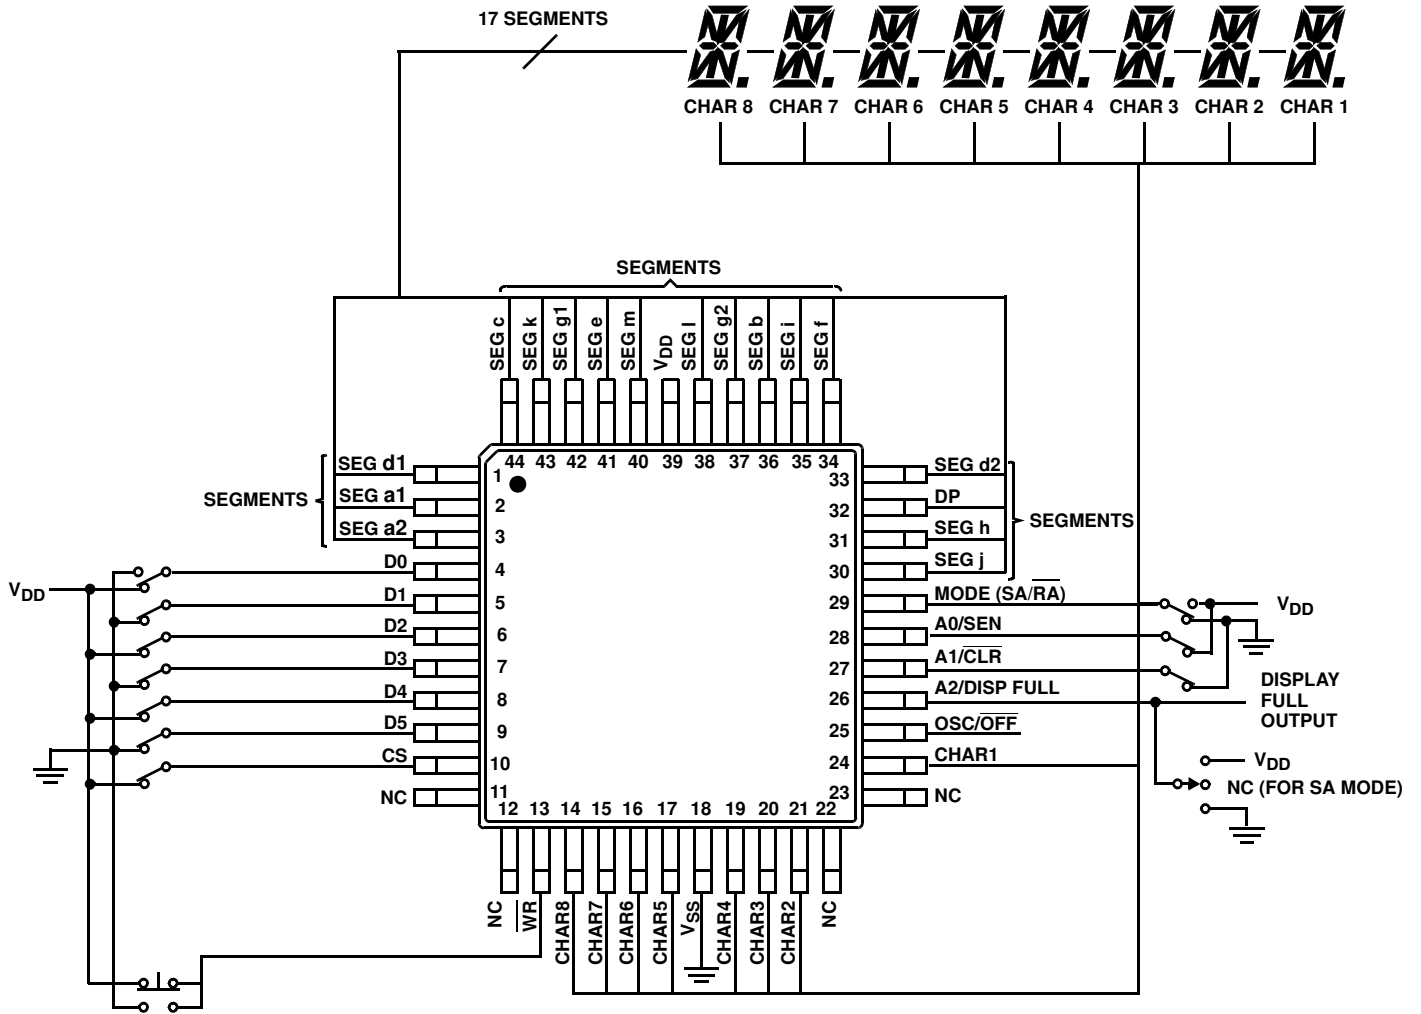 17 SEGMENTS
CHAR 8 CHAR 7 CHAR 6 CHAR 5 CHAR 4 CHAR 3 CHAR 2 CHAR 1
SEGMENTS
SEG c
SEG k
SEG g1
SEG e
SEG m
VDD
SEG l
SEG g2
SEG b
SEG i
SEG f
44 43 42 41 40 39 38 37 36 35 34
SEGMENTS
SEG d1 1
SEG a1 2
SEG a2 3
D0 4
D1 5
D2 6
D3 7
D4 8
D5 9
CS 10
NC 11
VDD
33 SEG d2
32 DP
31 SEG h
30 SEG j
SEGMENTS
29 MODE (SA/RA)
28 A0/SEN
27 A1/CLR
26 A2/DISP FULL
25 OSC/OFF
24 CHAR1
23 NC
VDD
DISPLAY
FULL
OUTPUT
VDD
NC (FOR SA MODE)
12 13 14 15 16 17 18 19 20 21 22
NC
WR
CHAR8
CHAR7
CHAR6
CHAR5
VSS
CHAR4
CHAR3
CHAR2
NC